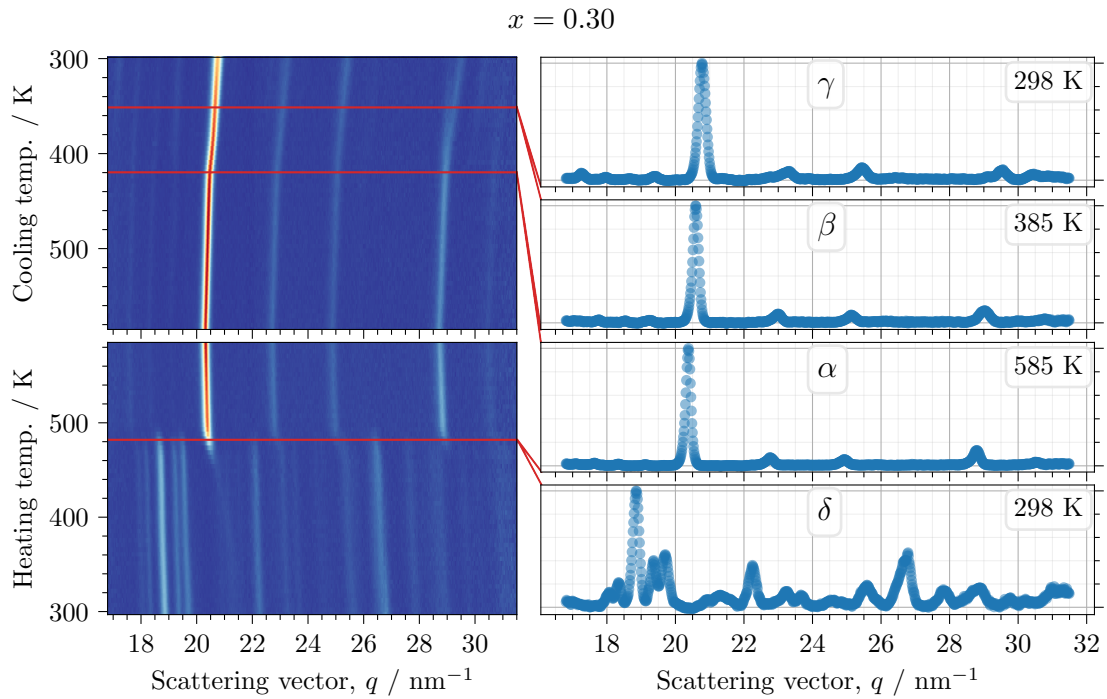 x = 0.30
Cooling temp. / K
300
400
500
Heating temp. / K
500
400
300
18 20 22 24 26 28 30
Scattering vector, q / nm⁻¹
γ 298 K
β 385 K
α 585 K
δ 298 K
16 18 20 22 24 26 28 30 32
Scattering vector, q / nm⁻¹